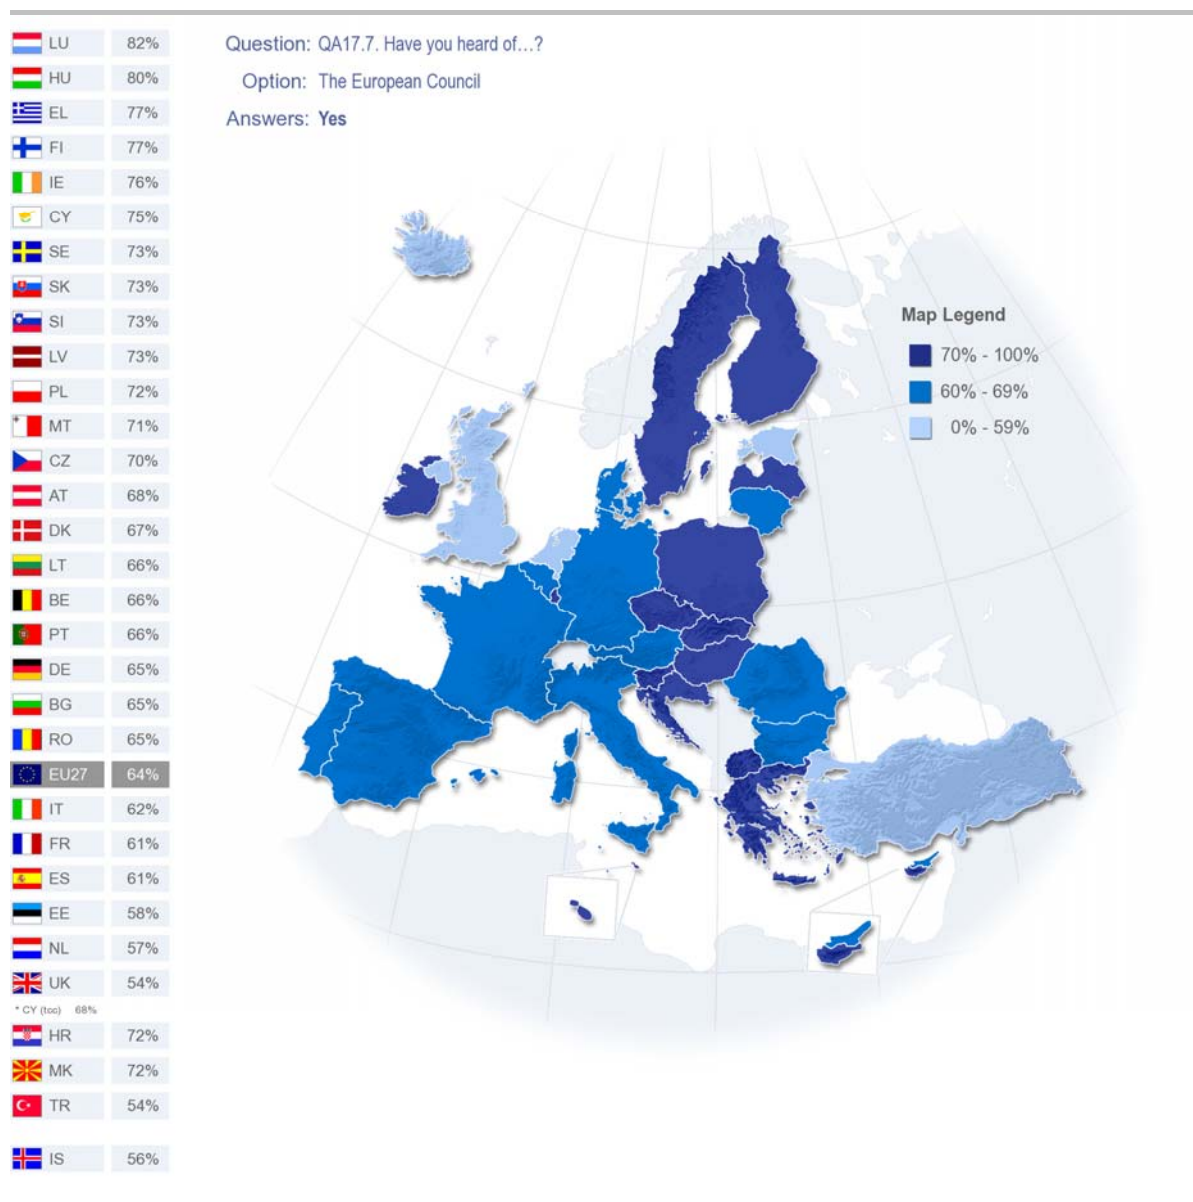 Question: QA17.7. Have you heard of…?
Option: The European Council
Answers: Yes
LU 82%
HU 80%
EL 77%
FI 77%
IE 76%
CY 75%
SE 73%
SK 73%
SI 73%
LV 73%
PL 72%
MT 71%
CZ 70%
AT 68%
DK 67%
LT 66%
BE 66%
PT 66%
DE 65%
BG 65%
RO 65%
EU27 64%
IT 62%
FR 61%
ES 61%
EE 58%
NL 57%
UK 54%
* CY (tcc) 68%
HR 72%
MK 72%
TR 54%
IS 56%
Map Legend
70% - 100%
60% - 69%
0% - 59%